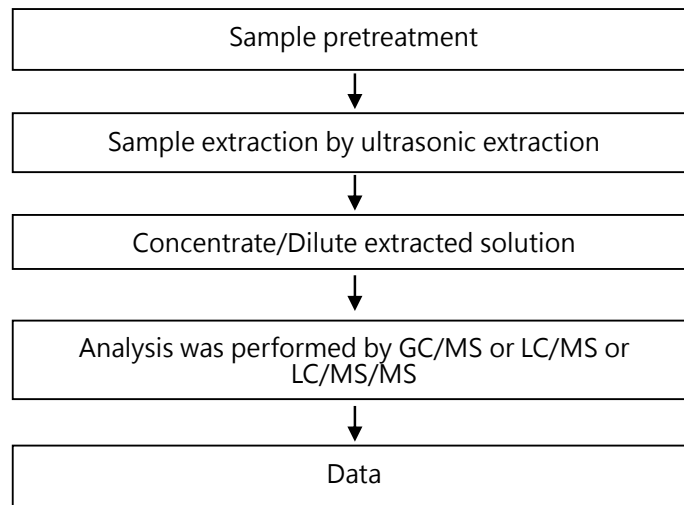 Sample pretreatment
Sample extraction by ultrasonic extraction
Concentrate/Dilute extracted solution
Analysis was performed by GC/MS or LC/MS or
LC/MS/MS
Data